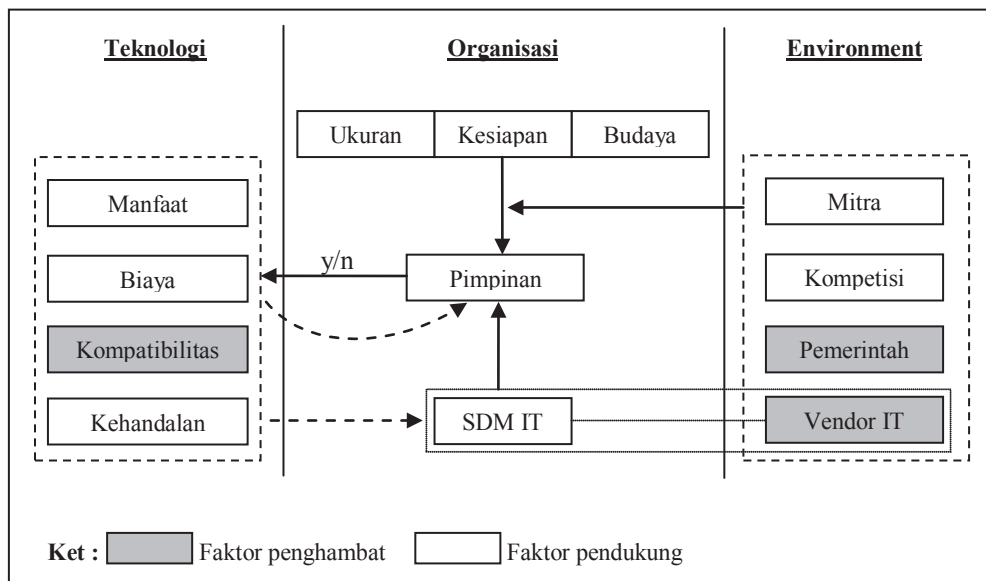 Teknologi
Organisasi
Environment
Ukuran
Kesiapan
Budaya
Manfaat
Mitra
y/n
Biaya
Pimpinan
Kompetisi
Kompatibilitas
Pemerintah
Kehandalan
SDM IT
Vendor IT
Ket : Faktor penghambat Faktor pendukung